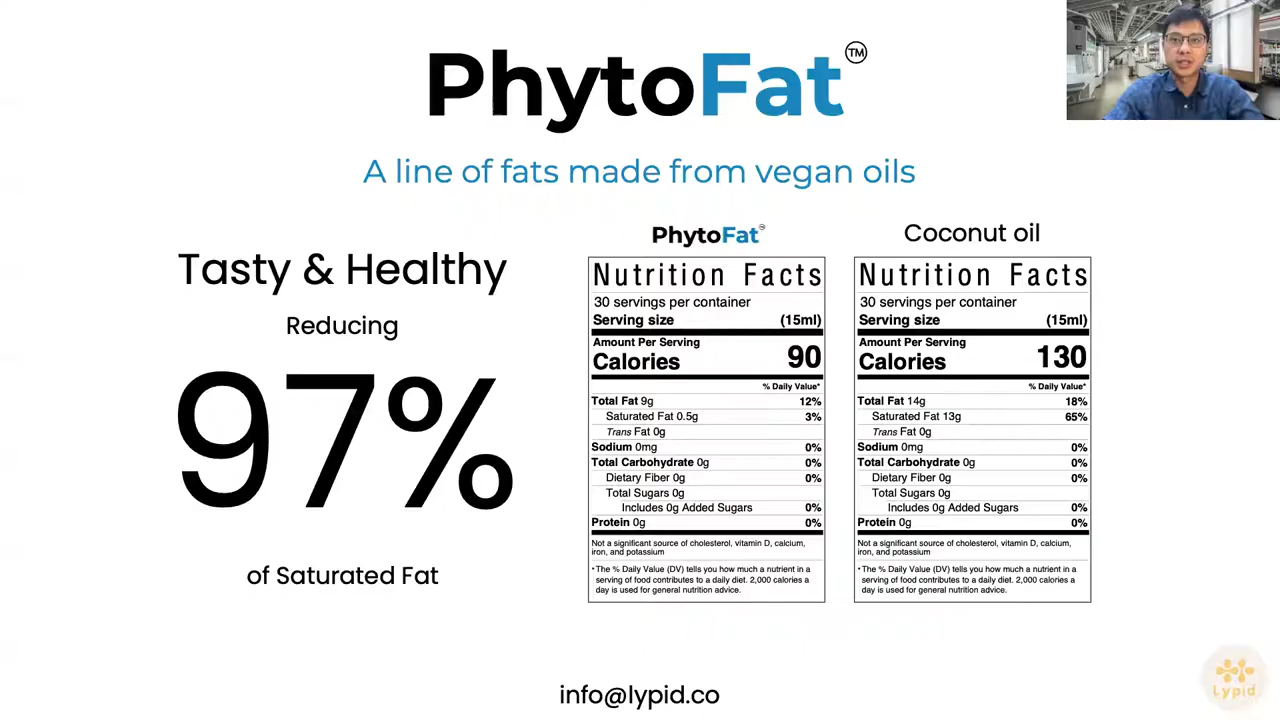 PhytoFat™
A line of fats made from vegan oils
Tasty & Healthy
Reducing
97%
of Saturated Fat
PhytoFat™
Nutrition Facts
30 servings per container
Serving size (15ml)
Amount Per Serving
Calories 90
% Daily Value*
Total Fat 9g 12%
Saturated Fat 0.5g 3%
Trans Fat 0g
Sodium 0mg 0%
Total Carbohydrate 0g 0%
Dietary Fiber 0g 0%
Total Sugars 0g
Includes 0g Added Sugars 0%
Protein 0g 0%
Not a significant source of cholesterol, vitamin D, calcium,
iron, and potassium
*The % Daily Value (DV) tells you how much a nutrient in a
serving of food contributes to a daily diet. 2,000 calories a
day is used for general nutrition advice.
Coconut oil
Nutrition Facts
30 servings per container
Serving size (15ml)
Amount Per Serving
Calories 130
% Daily Value*
Total Fat 14g 18%
Saturated Fat 13g 65%
Trans Fat 0g
Sodium 0mg 0%
Total Carbohydrate 0g 0%
Dietary Fiber 0g 0%
Total Sugars 0g
Includes 0g Added Sugars 0%
Protein 0g 0%
Not a significant source of cholesterol, vitamin D, calcium,
iron, and potassium
*The % Daily Value (DV) tells you how much a nutrient in a
serving of food contributes to a daily diet. 2,000 calories a
day is used for general nutrition advice.
info@lypid.co
Lypid